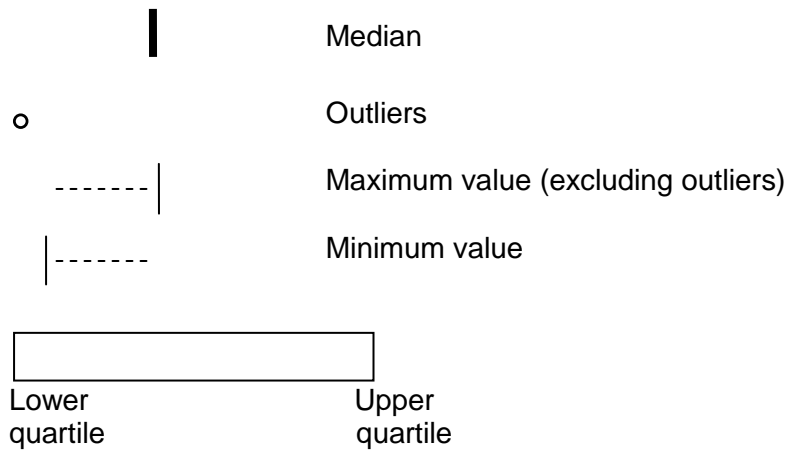 Median
Outliers
Maximum value (excluding outliers)
Minimum value
Lower quartile
Upper quartile